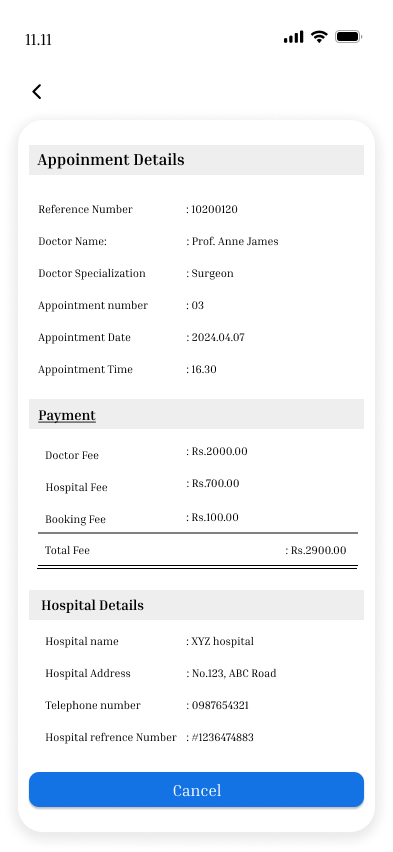 11.11
Appoinment Details
Reference Number : 10200120
Doctor Name: : Prof. Anne James
Doctor Specialization : Surgeon
Appointment number : 03
Appointment Date : 2024.04.07
Appointment Time : 16.30
Payment
Doctor Fee : Rs.2000.00
Hospital Fee : Rs.700.00
Booking Fee : Rs.100.00
Total Fee : Rs.2900.00
Hospital Details
Hospital name : XYZ hospital
Hospital Address : No.123, ABC Road
Telephone number : 0987654321
Hospital refrence Number : #1236474883
Cancel